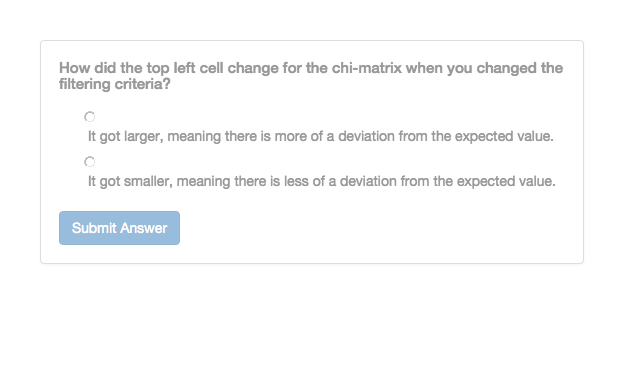 How did the top left cell change for the chi-matrix when you changed the
filtering criteria?
It got larger, meaning there is more of a deviation from the expected value.
It got smaller, meaning there is less of a deviation from the expected value.
Submit Answer